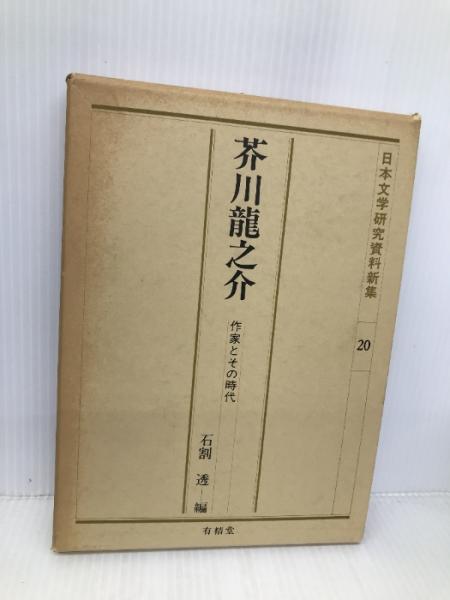 日本文学研究資料新集
20
芥川龍之介
作家とその時代
石割 透 編
有精堂